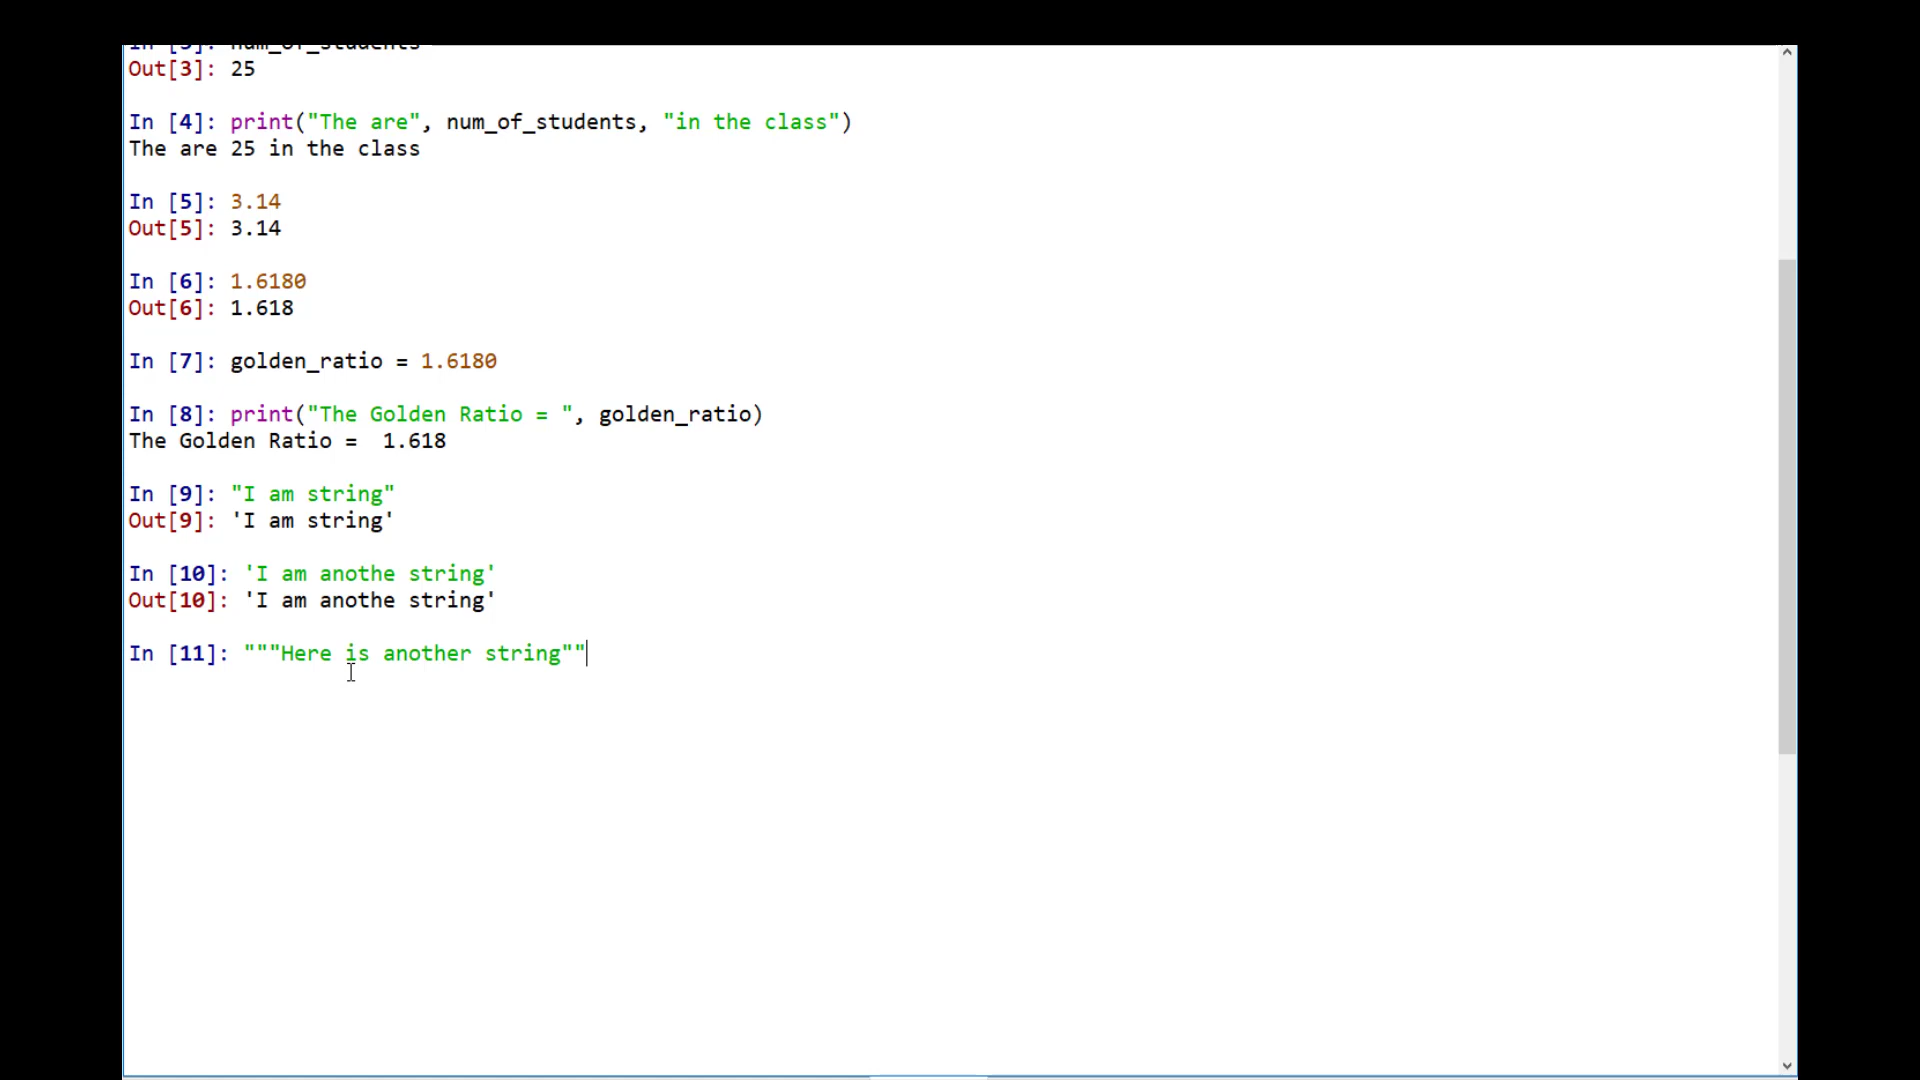 In [3]: num_of_students
Out[3]: 25
In [4]: print("The are", num_of_students, "in the class")
The are 25 in the class
In [5]: 3.14
Out[5]: 3.14
In [6]: 1.6180
Out[6]: 1.618
In [7]: golden_ratio = 1.6180
In [8]: print("The Golden Ratio = ", golden_ratio)
The Golden Ratio =  1.618
In [9]: "I am string"
Out[9]: 'I am string'
In [10]: 'I am anothe string'
Out[10]: 'I am anothe string'
In [11]: """Here is another string""